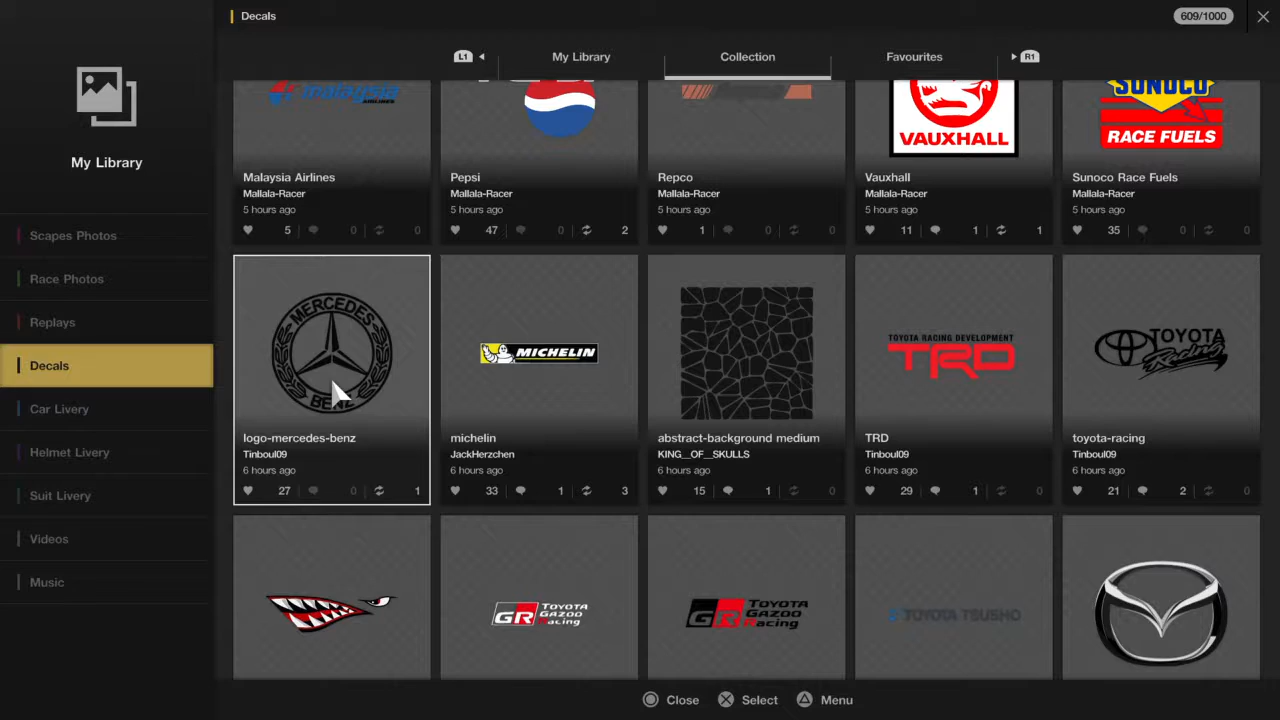 Decals
609/1000
L1
My Library
Collection
Favourites
R1
My Library
Scapes Photos
Race Photos
Replays
Decals
Car Livery
Helmet Livery
Suit Livery
Videos
Music
malaysia
AIRLINES
VAUXHALL
SUNOCO
RACE FUELS
Malaysia Airlines
Mallala-Racer
5 hours ago
5 0 0
Pepsi
Mallala-Racer
5 hours ago
47 0 2
Repco
Mallala-Racer
5 hours ago
1 0 0
Vauxhall
Mallala-Racer
5 hours ago
11 1 1
Sunoco Race Fuels
Mallala-Racer
5 hours ago
35 0 0
MERCEDES
BENZ
logo-mercedes-benz
Tinboul09
6 hours ago
27 0 1
MICHELIN
michelin
JackHerzchen
6 hours ago
33 1 3
abstract-background medium
KING__OF__SKULLS
6 hours ago
15 1 0
TOYOTA RACING DEVELOPMENT
TRD
TRD
Tinboul09
6 hours ago
29 1 0
TOYOTA
Racing
toyota-racing
Tinboul09
6 hours ago
21 2 0
GR TOYOTA
GAZOO
Racing
GR TOYOTA
GAZOO
Racing
TOYOTA TSUSHO
Close
Select
Menu